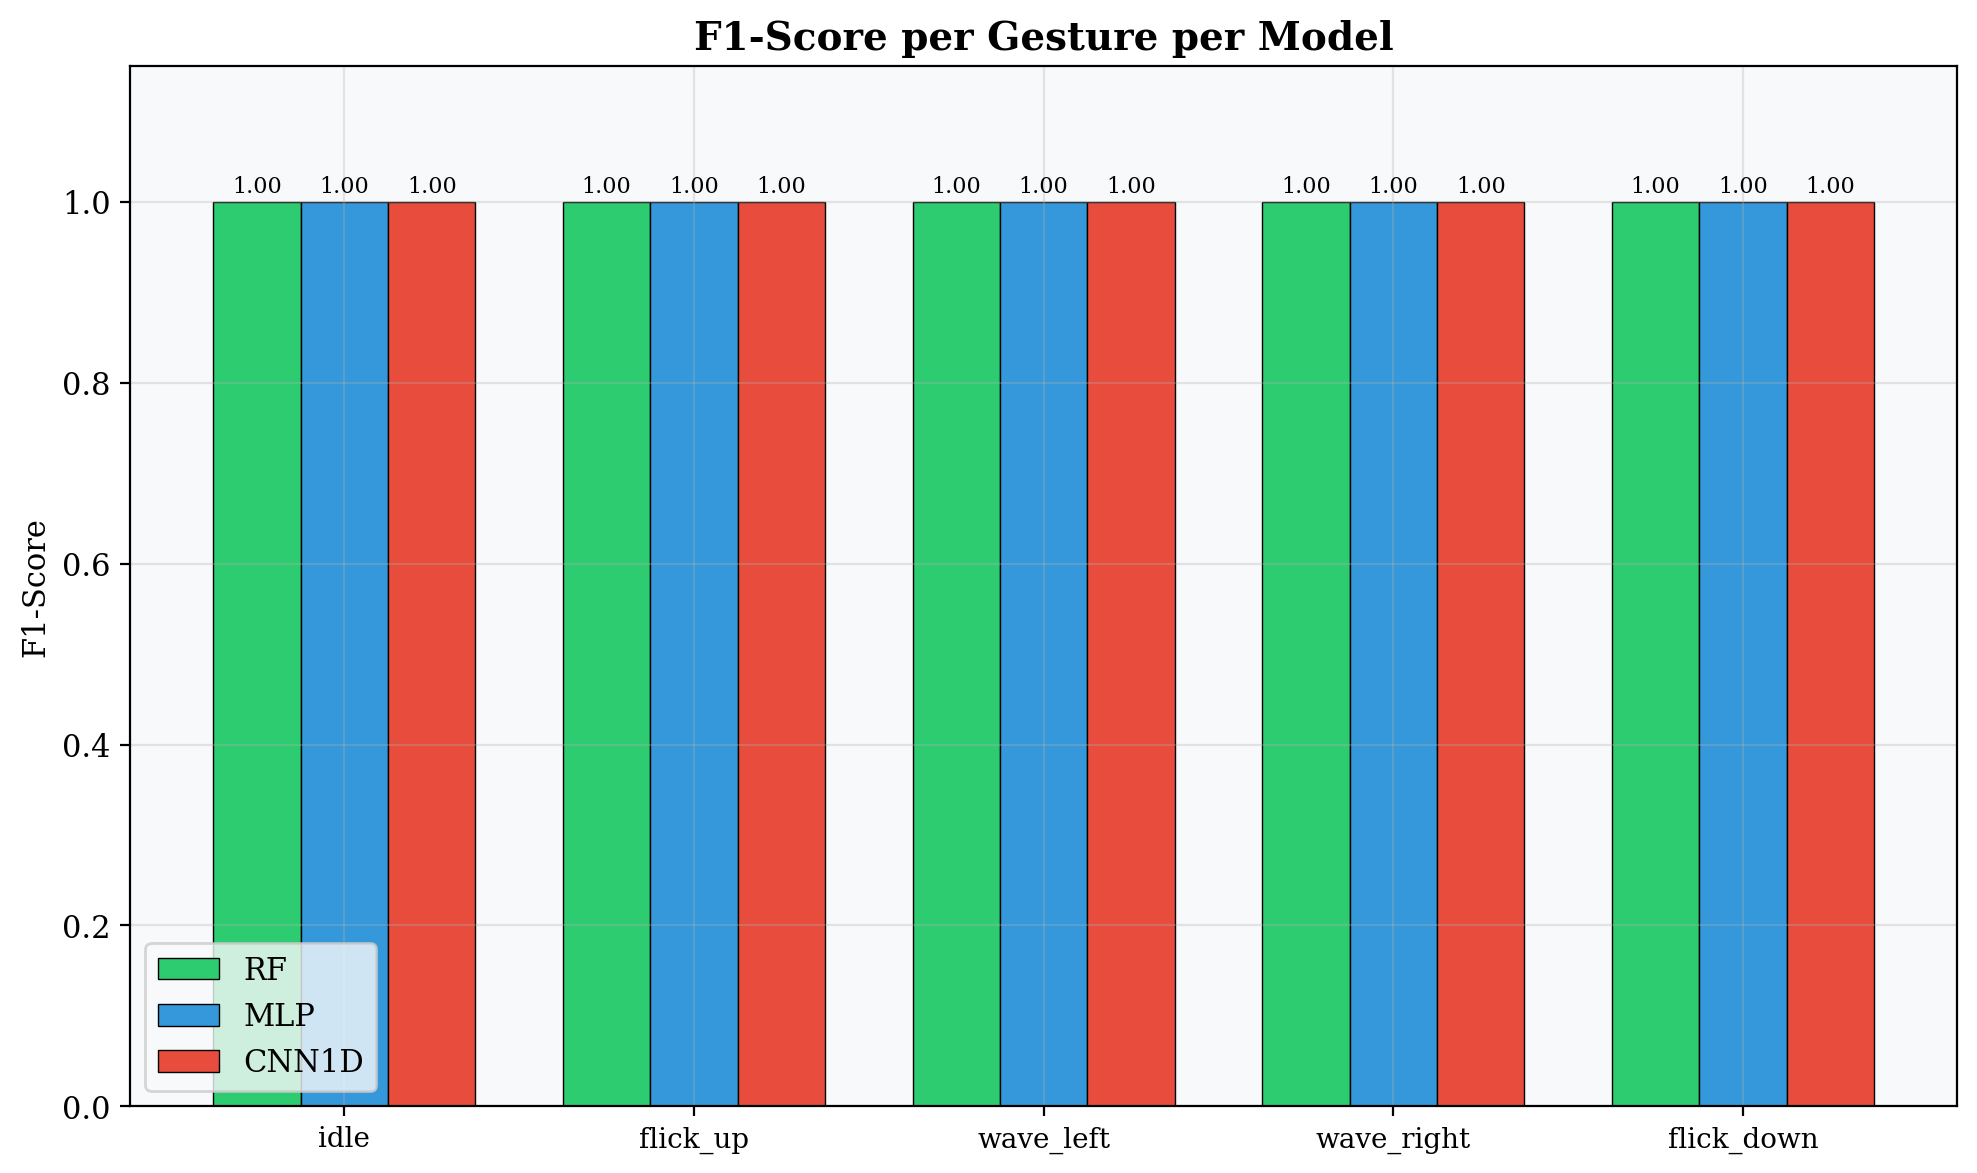 F1-Score per Gesture per Model
1.00 1.00 1.00 1.00 1.00 1.00 1.00 1.00 1.00 1.00 1.00 1.00 1.00 1.00 1.00
1.0
0.8
0.6
0.4
0.2
0.0
F1-Score
RF
MLP
CNN1D
idle flick_up wave_left wave_right flick_down